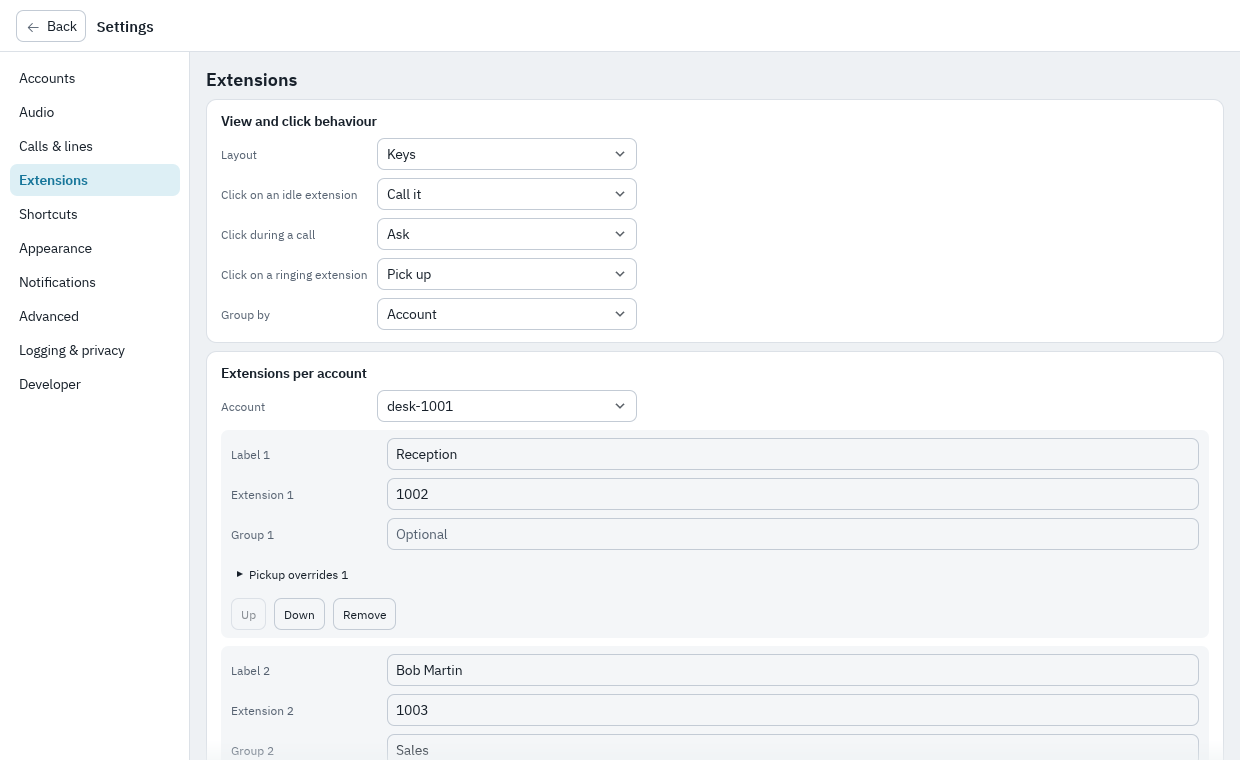 ← Back
Settings
Accounts
Audio
Calls & lines
Extensions
Shortcuts
Appearance
Notifications
Advanced
Logging & privacy
Developer
Extensions
View and click behaviour
Layout Keys
Click on an idle extension Call it
Click during a call Ask
Click on a ringing extension Pick up
Group by Account
Extensions per account
Account desk-1001
Label 1 Reception
Extension 1 1002
Group 1 Optional
Pickup overrides 1
Up Down Remove
Label 2 Bob Martin
Extension 2 1003
Group 2 Sales